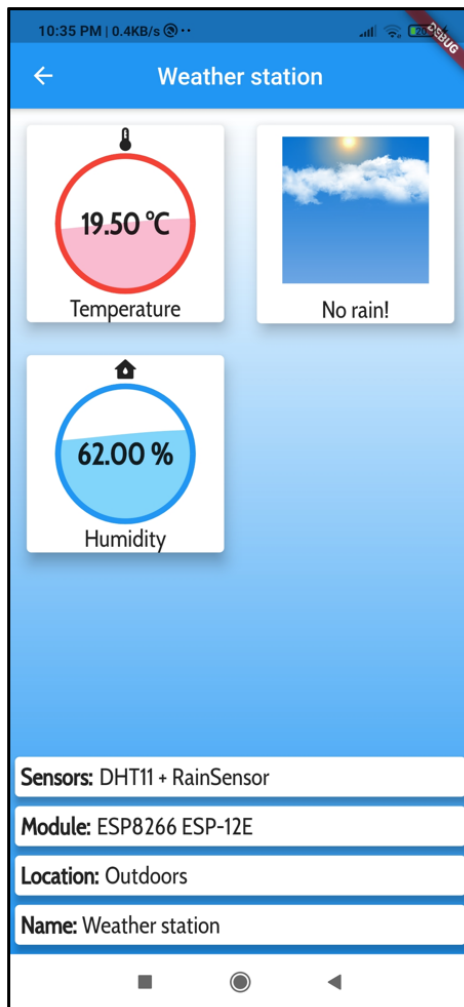 10:35 PM | 0.4KB/s
DEBUG
Weather station
19.50 °C
Temperature
No rain!
62.00 %
Humidity
Sensors: DHT11 + RainSensor
Module: ESP8266 ESP-12E
Location: Outdoors
Name: Weather station